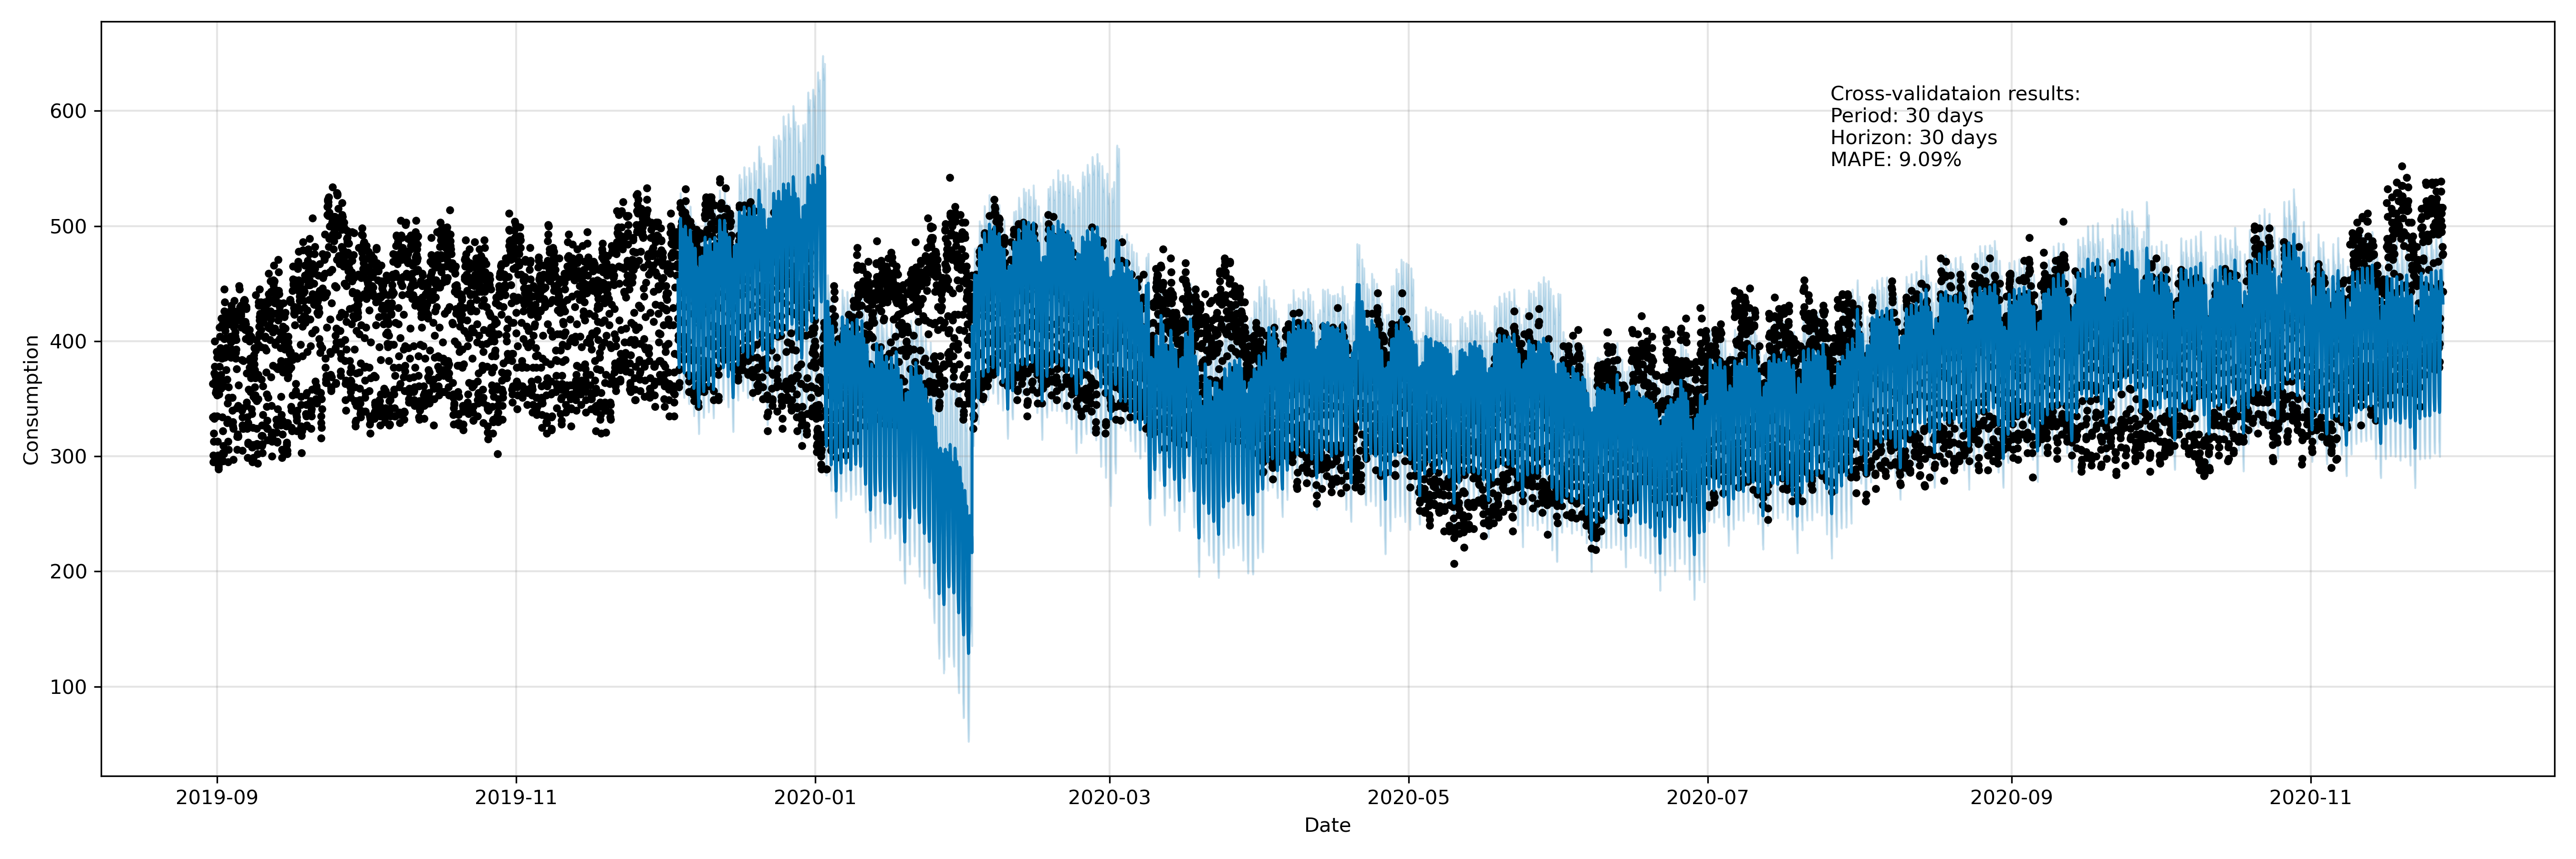 Cross-validataion results:
Period: 30 days
Horizon: 30 days
MAPE: 9.09%
600
500
400
300
200
100
Consumption
2019-09 2019-11 2020-01 2020-03 2020-05 2020-07 2020-09 2020-11
Date